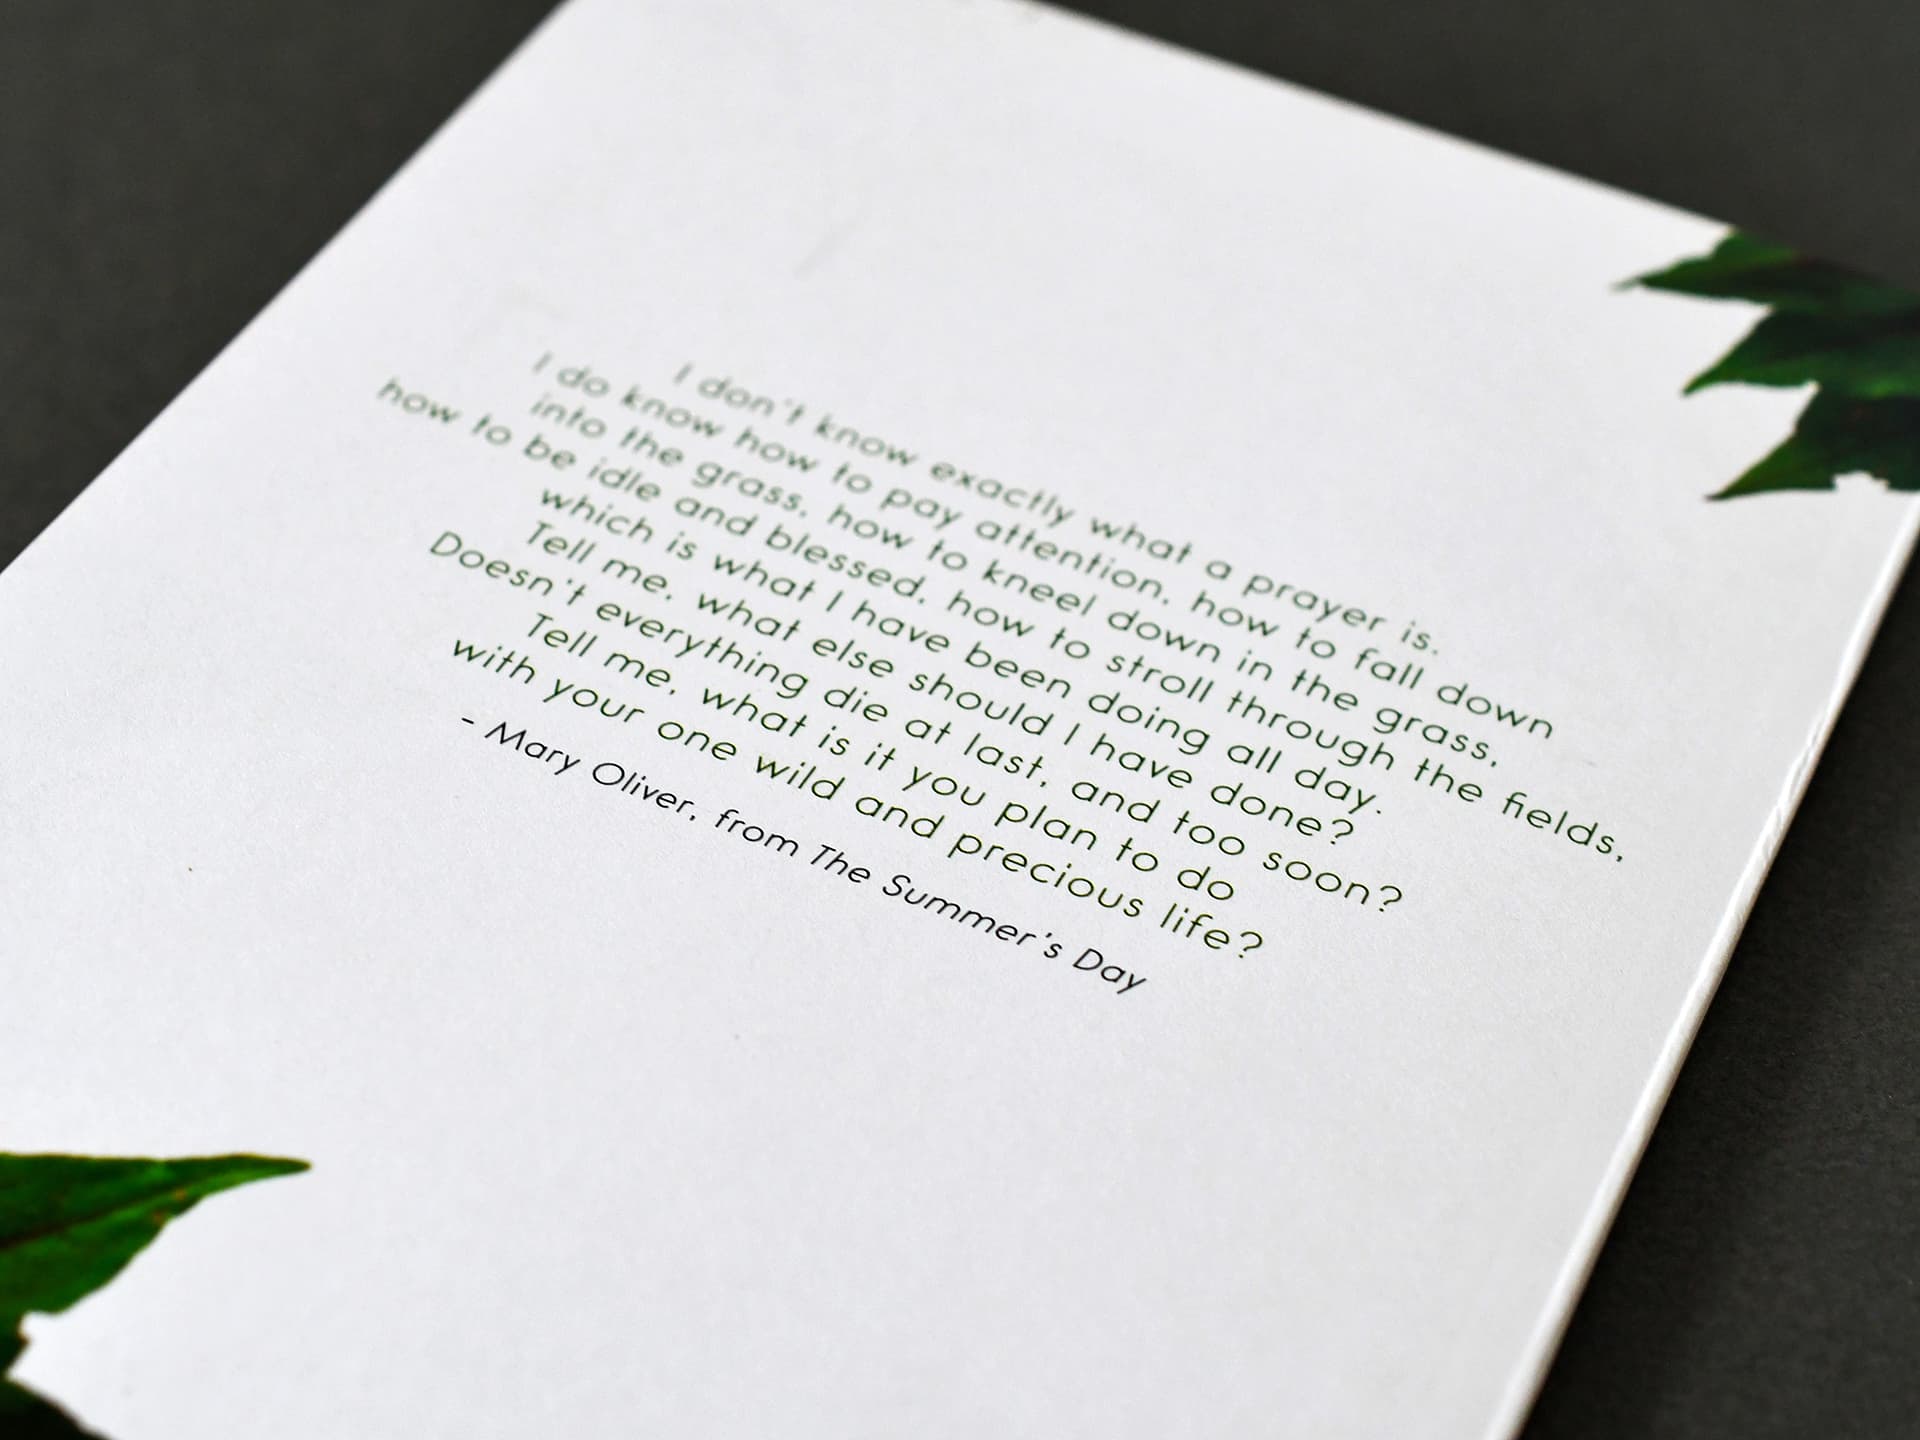 I don't know exactly what a prayer is.
I do know how to pay attention, how to fall down
into the grass, how to kneel down in the grass,
how to be idle and blessed, how to stroll through the fields,
which is what I have been doing all day.
Tell me, what else should I have done?
Doesn't everything die at last, and too soon?
Tell me, what is it you plan to do
with your one wild and precious life?
- Mary Oliver, from The Summer's Day